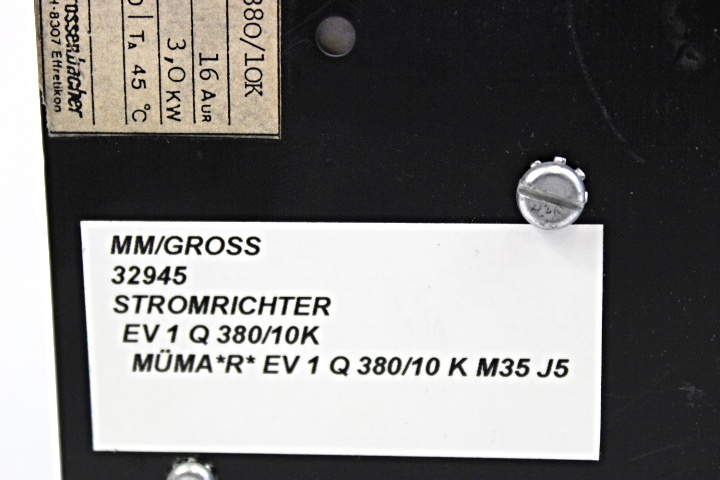 380/10K
16 AUR
3,0 KW
TA 45 °C
CH-8307 Effretikon
MM/GROSS
32945
STROMRICHTER
EV 1 Q 380/10K
MÜMA*R* EV 1 Q 380/10 K M35 J5